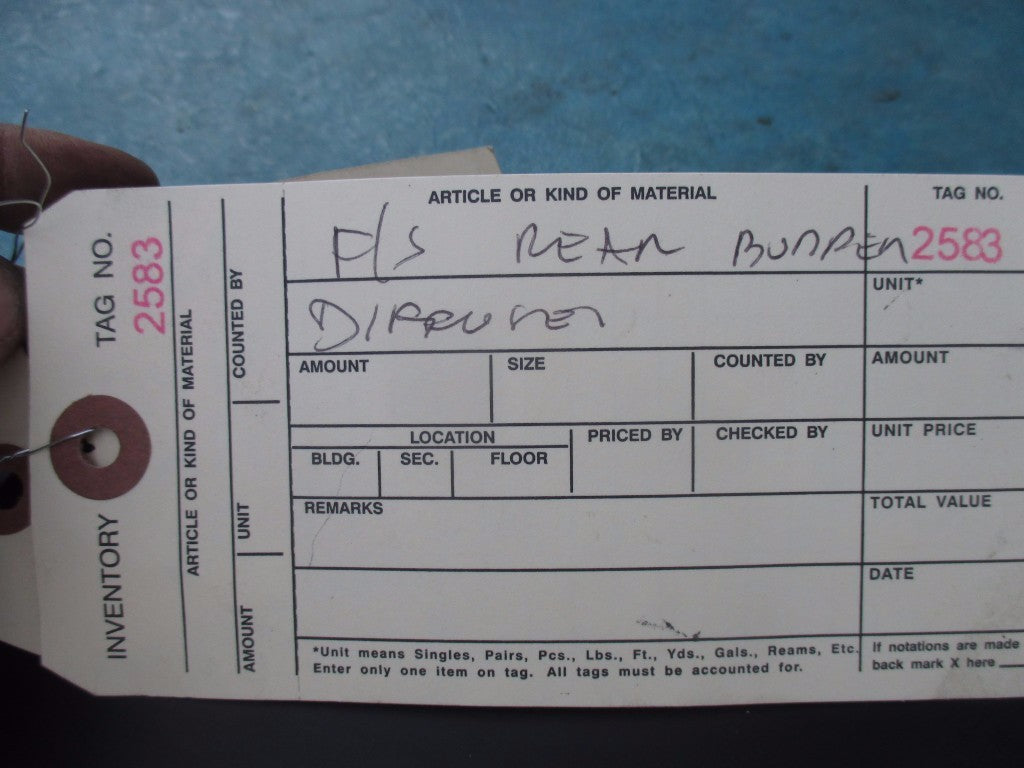 TAG NO.
2583
INVENTORY
ARTICLE OR KIND OF MATERIAL
COUNTED BY
UNIT
AMOUNT
ARTICLE OR KIND OF MATERIAL
TAG NO.
F/S REAR BUMPER 2583
UNIT*
DIFFUSER
AMOUNT SIZE COUNTED BY AMOUNT
LOCATION PRICED BY CHECKED BY UNIT PRICE
BLDG. SEC. FLOOR
REMARKS TOTAL VALUE
DATE
*Unit means Singles, Pairs, Pcs., Lbs., Ft., Yds., Gals., Reams, Etc.
Enter only one item on tag. All tags must be accounted for.
If notations are made
back mark X here